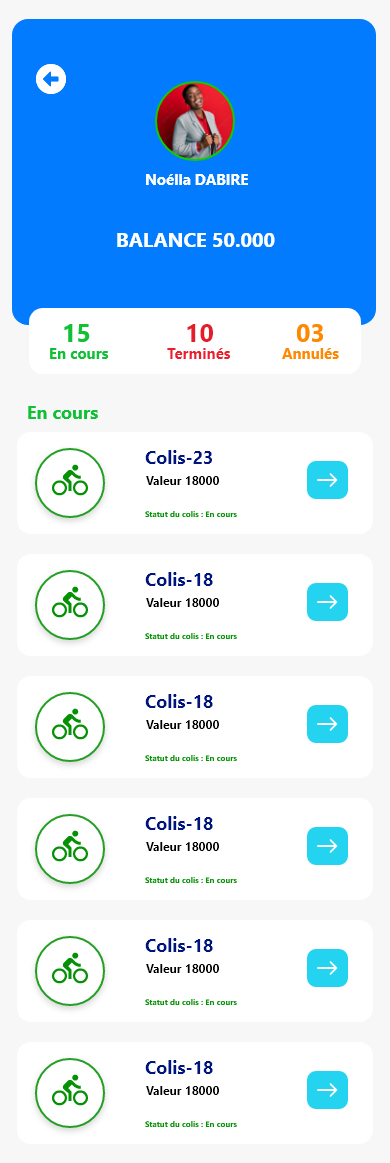 Noélia DABIRE
BALANCE 50.000
15 10 03
En cours Terminés Annulés
En cours
Colis-23
Valeur 18000
Statut du colis : En cours
Colis-18
Valeur 18000
Statut du colis : En cours
Colis-18
Valeur 18000
Statut du colis : En cours
Colis-18
Valeur 18000
Statut du colis : En cours
Colis-18
Valeur 18000
Statut du colis : En cours
Colis-18
Valeur 18000
Statut du colis : En cours